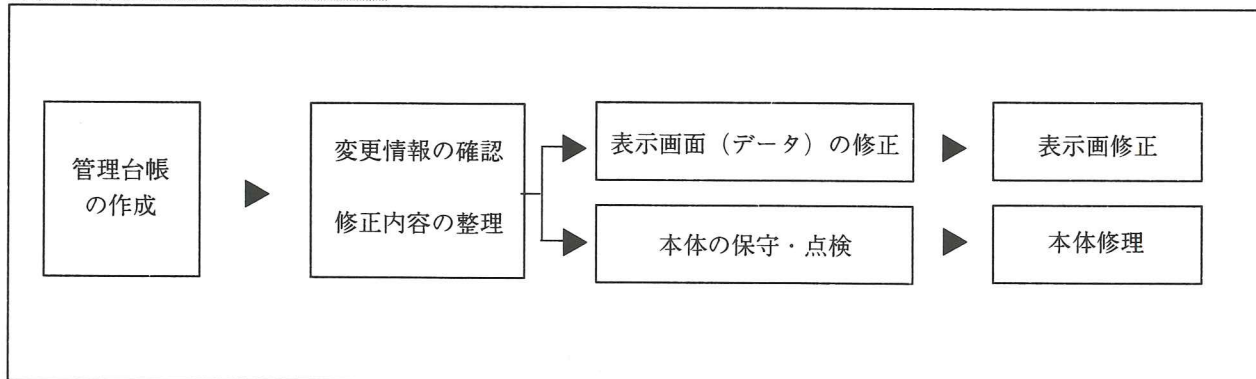 管理台帳
の作成
変更情報の確認
修正内容の整理
表示画面（データ）の修正
表示画修正
本体の保守・点検
本体修理